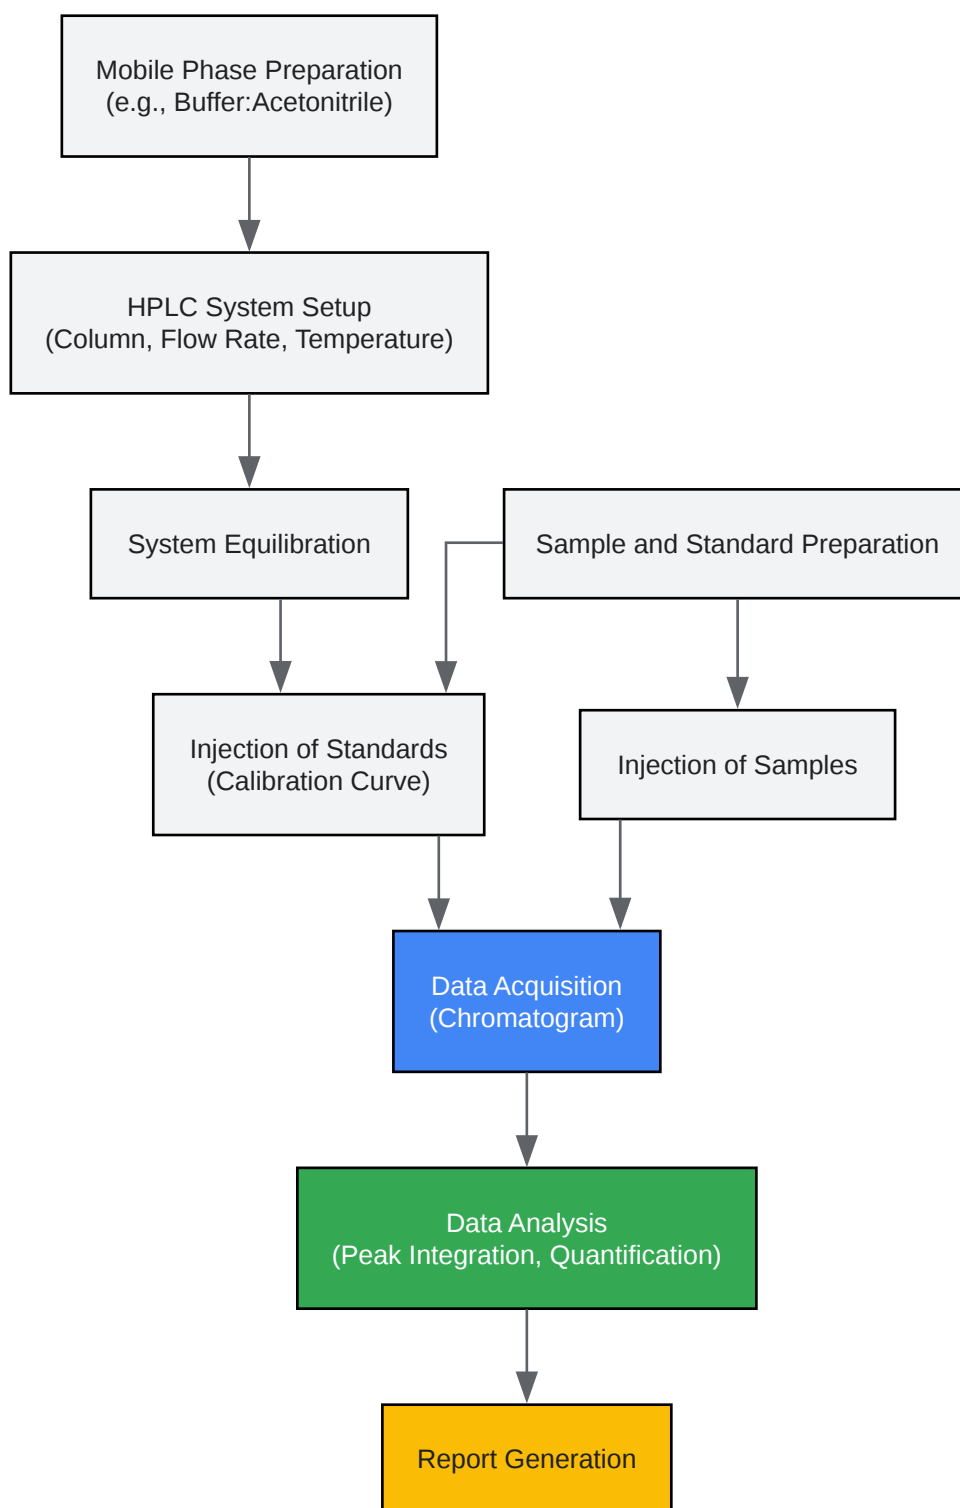 Mobile Phase Preparation
(e.g., Buffer:Acetonitrile)
HPLC System Setup
(Column, Flow Rate, Temperature)
System Equilibration
Sample and Standard Preparation
Injection of Standards
(Calibration Curve)
Injection of Samples
Data Acquisition
(Chromatogram)
Data Analysis
(Peak Integration, Quantification)
Report Generation